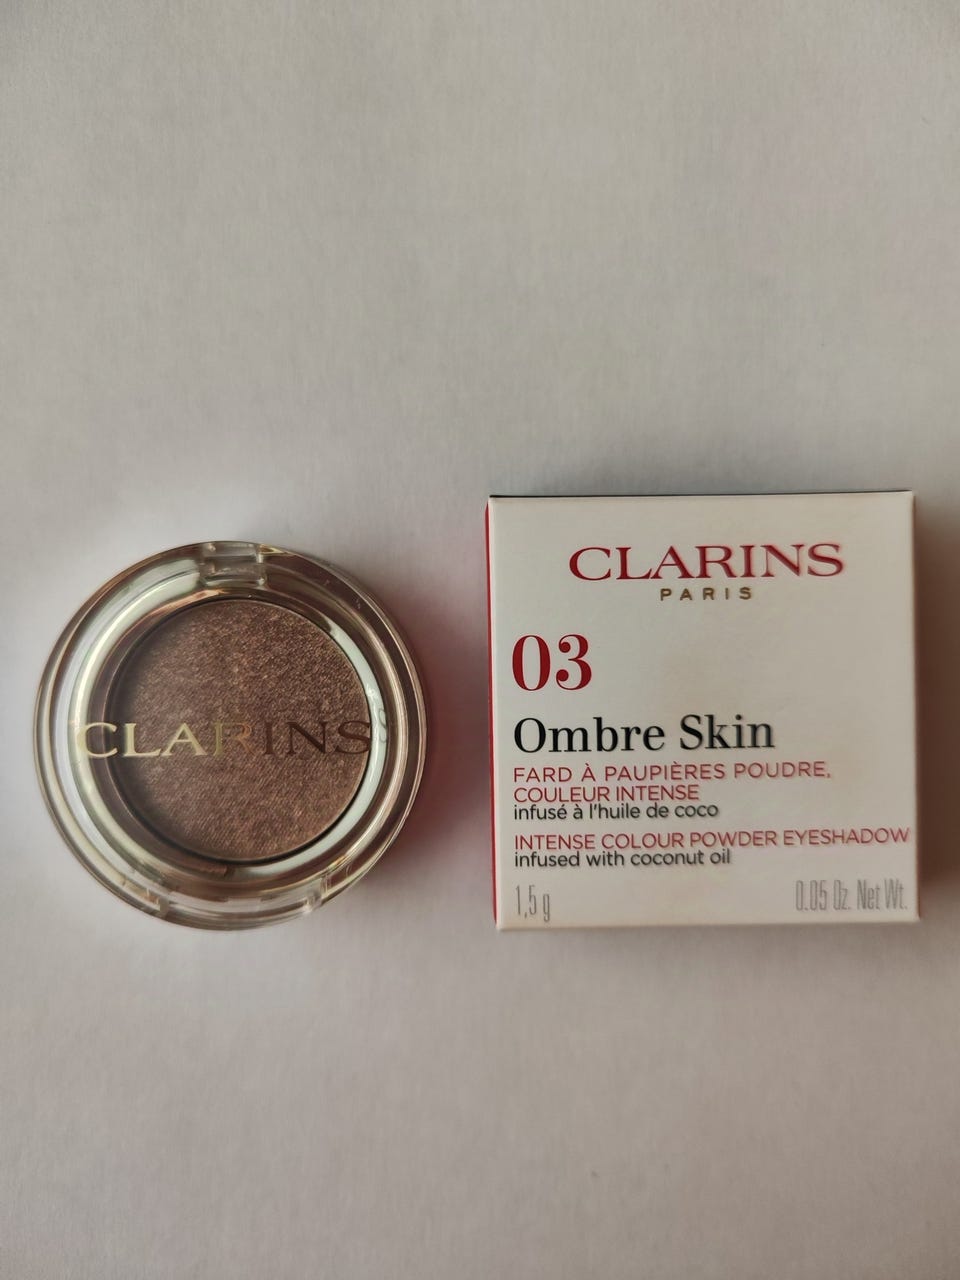 CLARINS
CLARINS
PARIS
03
Ombre Skin
FARD À PAUPIÈRES POUDRE,
COULEUR INTENSE
infusé à l'huile de coco
INTENSE COLOUR POWDER EYESHADOW
infused with coconut oil
1,5 g 0.05 Oz. Net Wt.